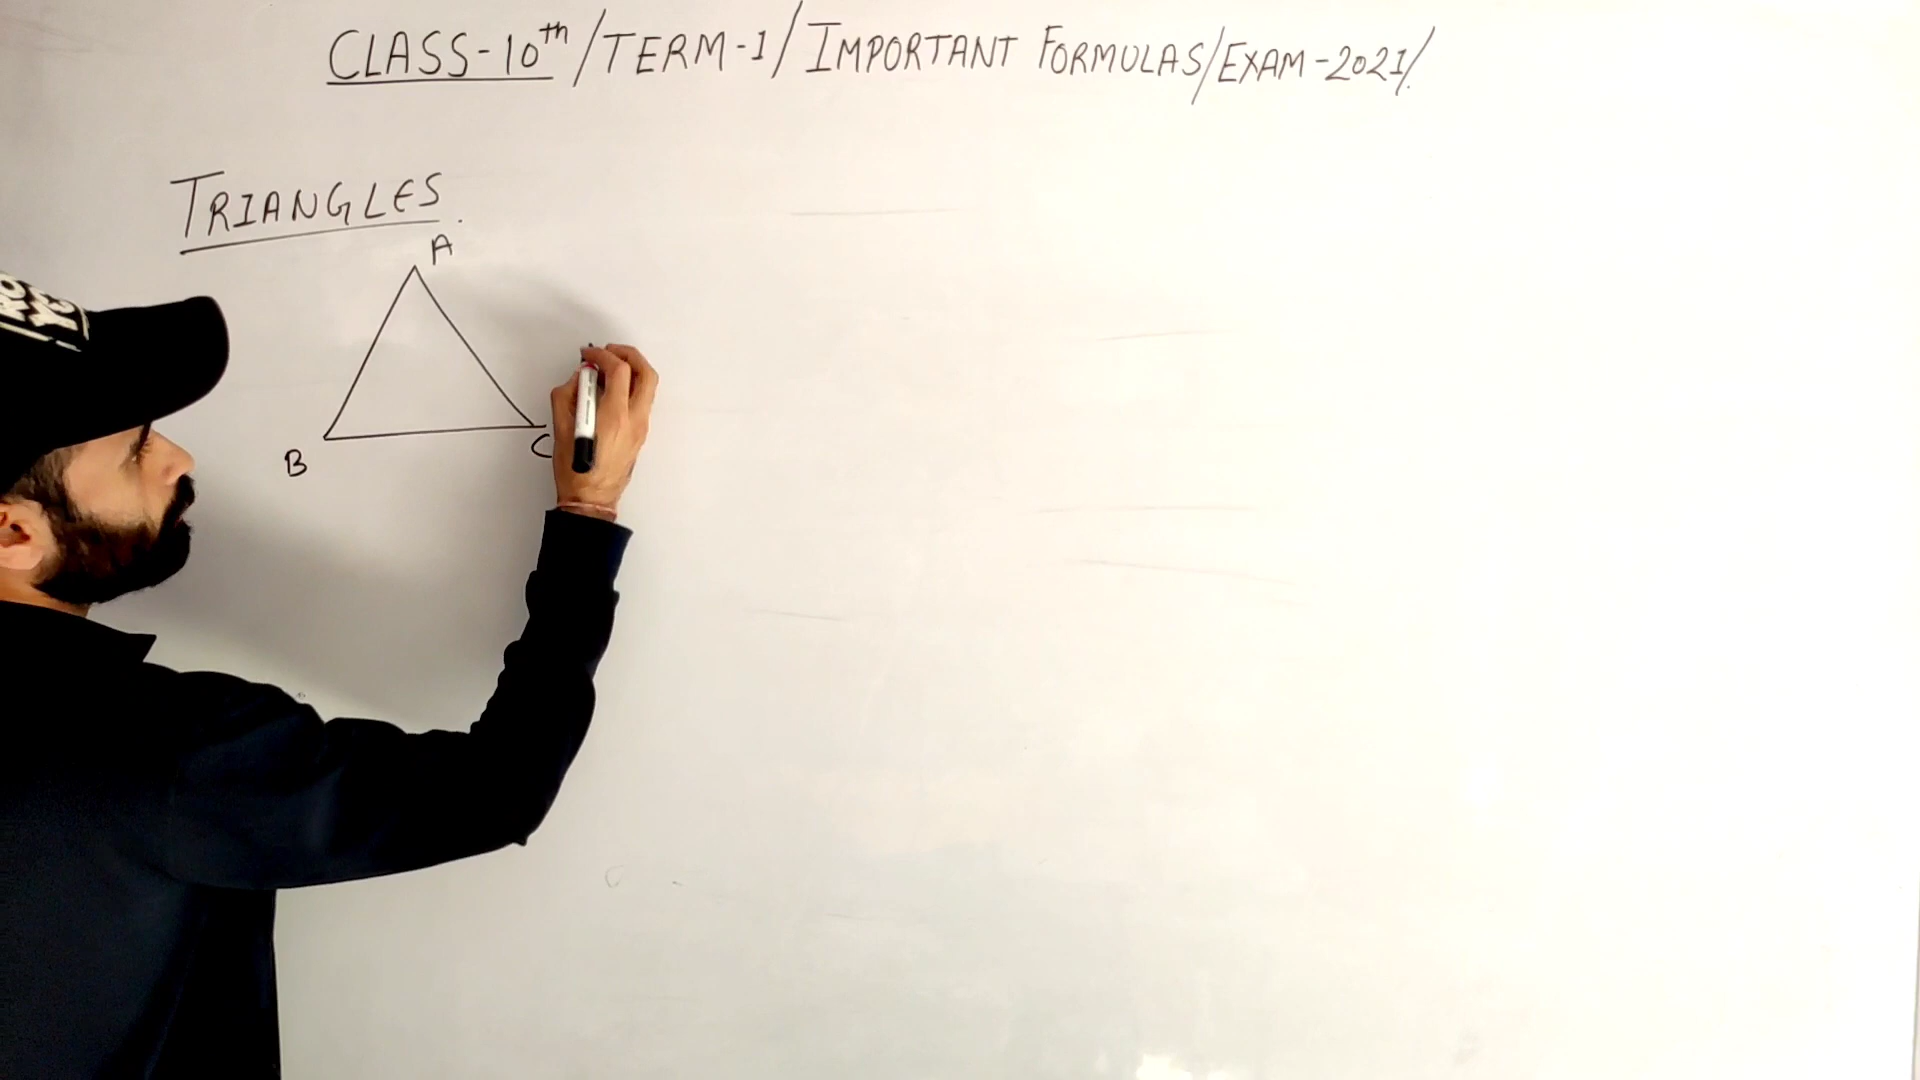 CLASS-10th/TERM-1/IMPORTANT FORMULAS/EXAM-2021/
TRIANGLES.
A
B
C